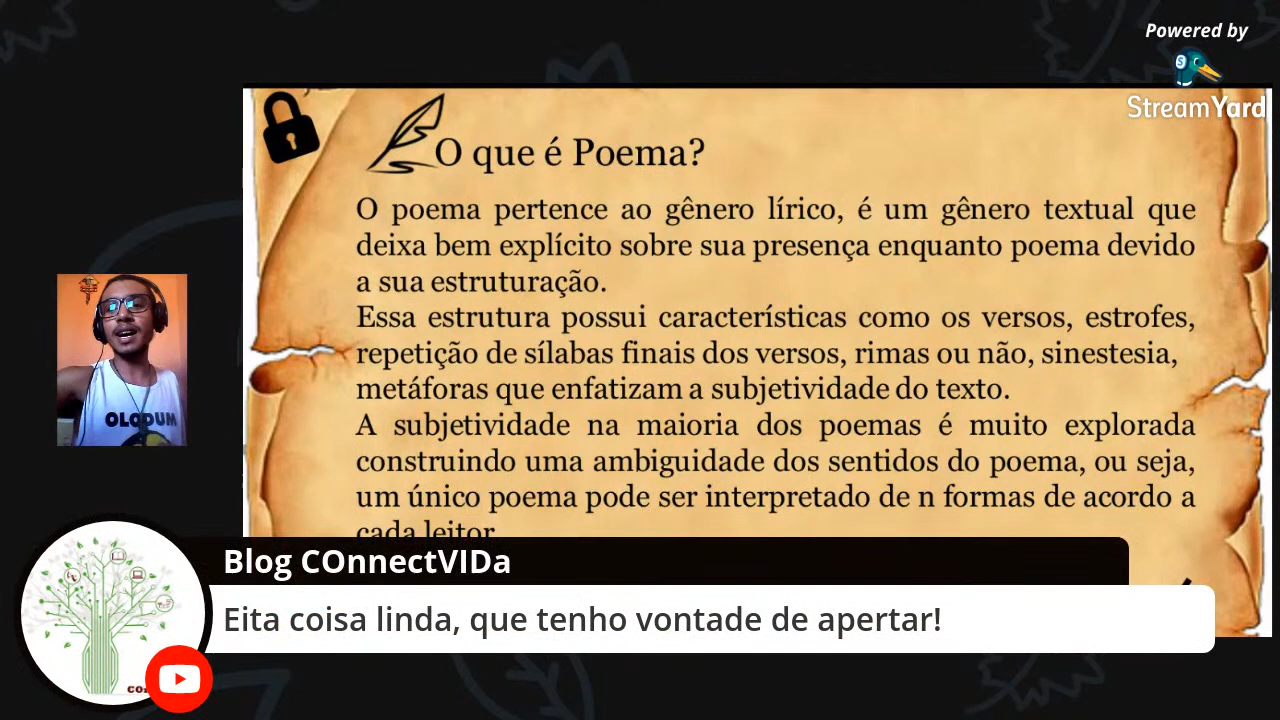 Powered by
StreamYard
O que é Poema?
O poema pertence ao gênero lírico, é um gênero textual que
deixa bem explícito sobre sua presença enquanto poema devido
a sua estruturação.
Essa estrutura possui características como os versos, estrofes,
repetição de sílabas finais dos versos, rimas ou não, sinestesia,
metáforas que enfatizam a subjetividade do texto.
A subjetividade na maioria dos poemas é muito explorada
construindo uma ambiguidade dos sentidos do poema, ou seja,
um único poema pode ser interpretado de n formas de acordo a
cada leitor
OLODUM
Blog COnnectVIDa
Eita coisa linda, que tenho vontade de apertar!